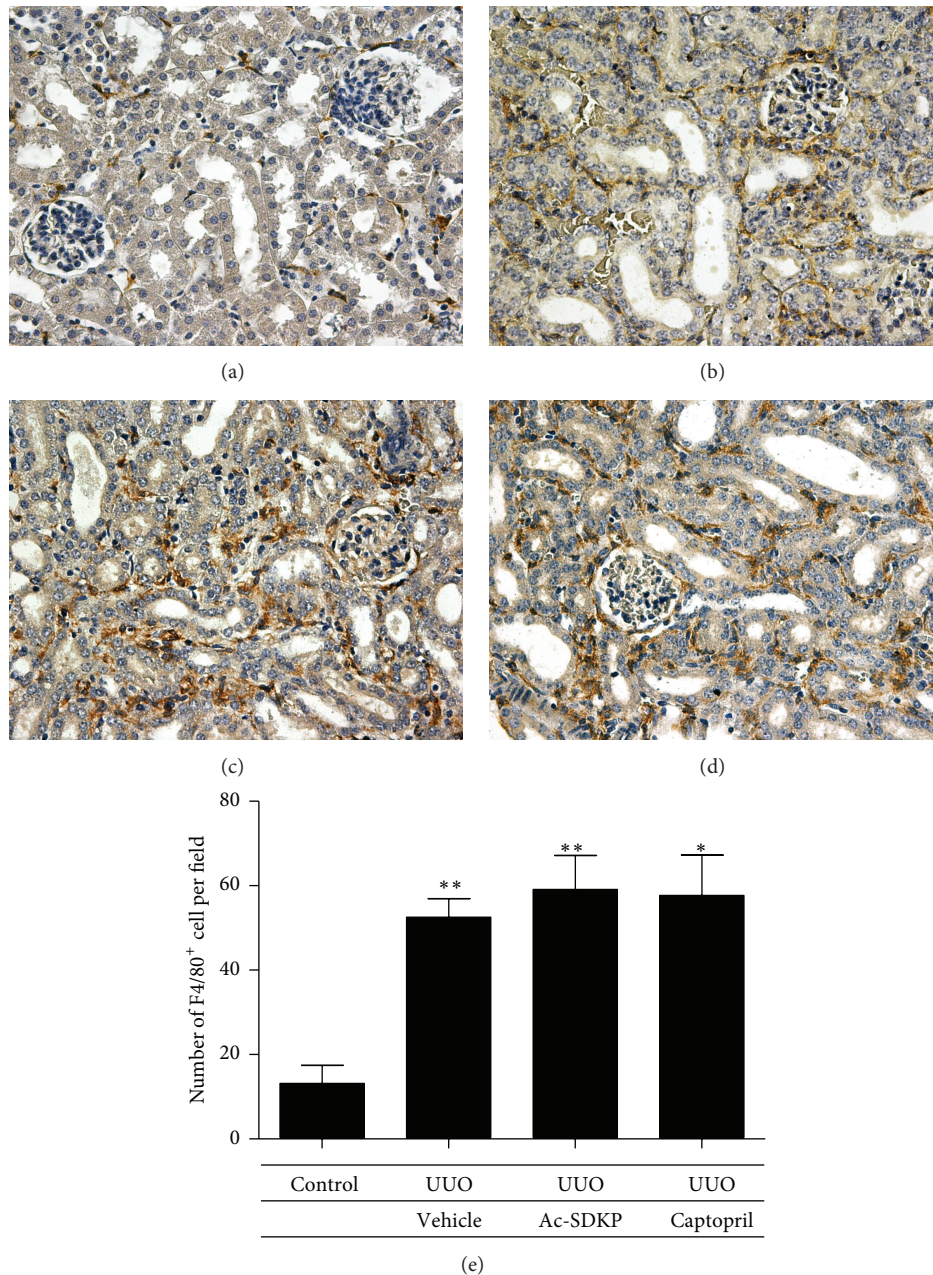 (a)
(b)
(c)
(d)
80
60
40
20
0
Number of F4/80⁺ cell per field
**
**
*
Control UUO UUO UUO
Vehicle Ac-SDKP Captopril
(e)